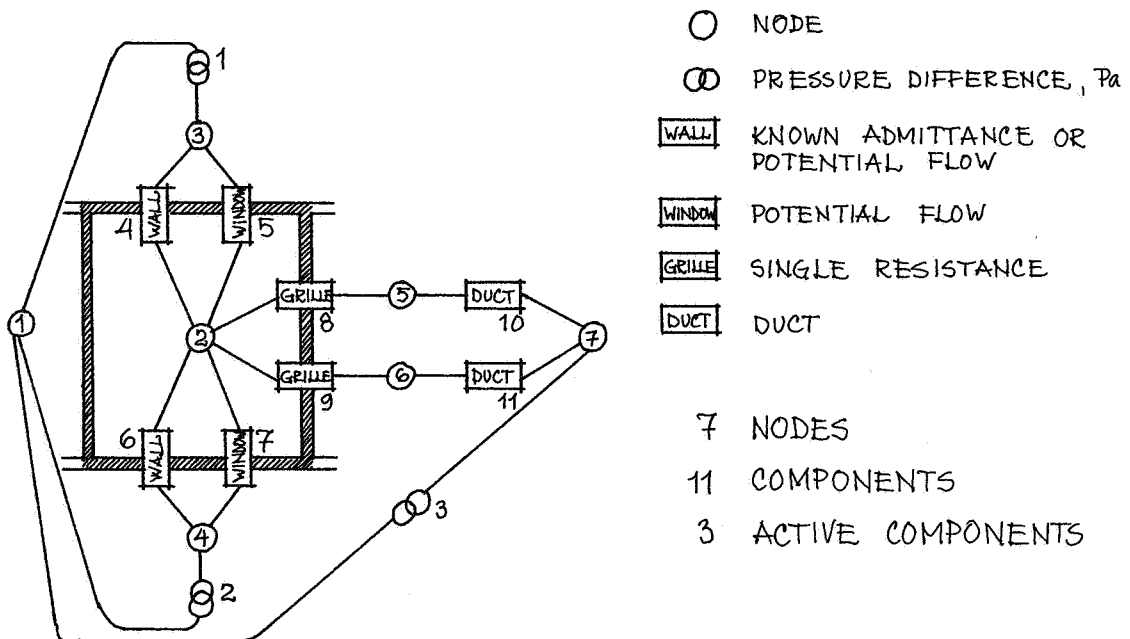 1
3
WALL
WINDOW
4
5
GRILLE
5
DUCT
8
10
1
2
7
GRILLE
6
DUCT
9
11
6
7
WALL
WINDOW
3
4
2
NODE
PRESSURE DIFFERENCE, Pa
WALL
KNOWN ADMITTANCE OR
POTENTIAL FLOW
WINDOW
POTENTIAL FLOW
GRILLE
SINGLE RESISTANCE
DUCT
DUCT
7 NODES
11 COMPONENTS
3 ACTIVE COMPONENTS